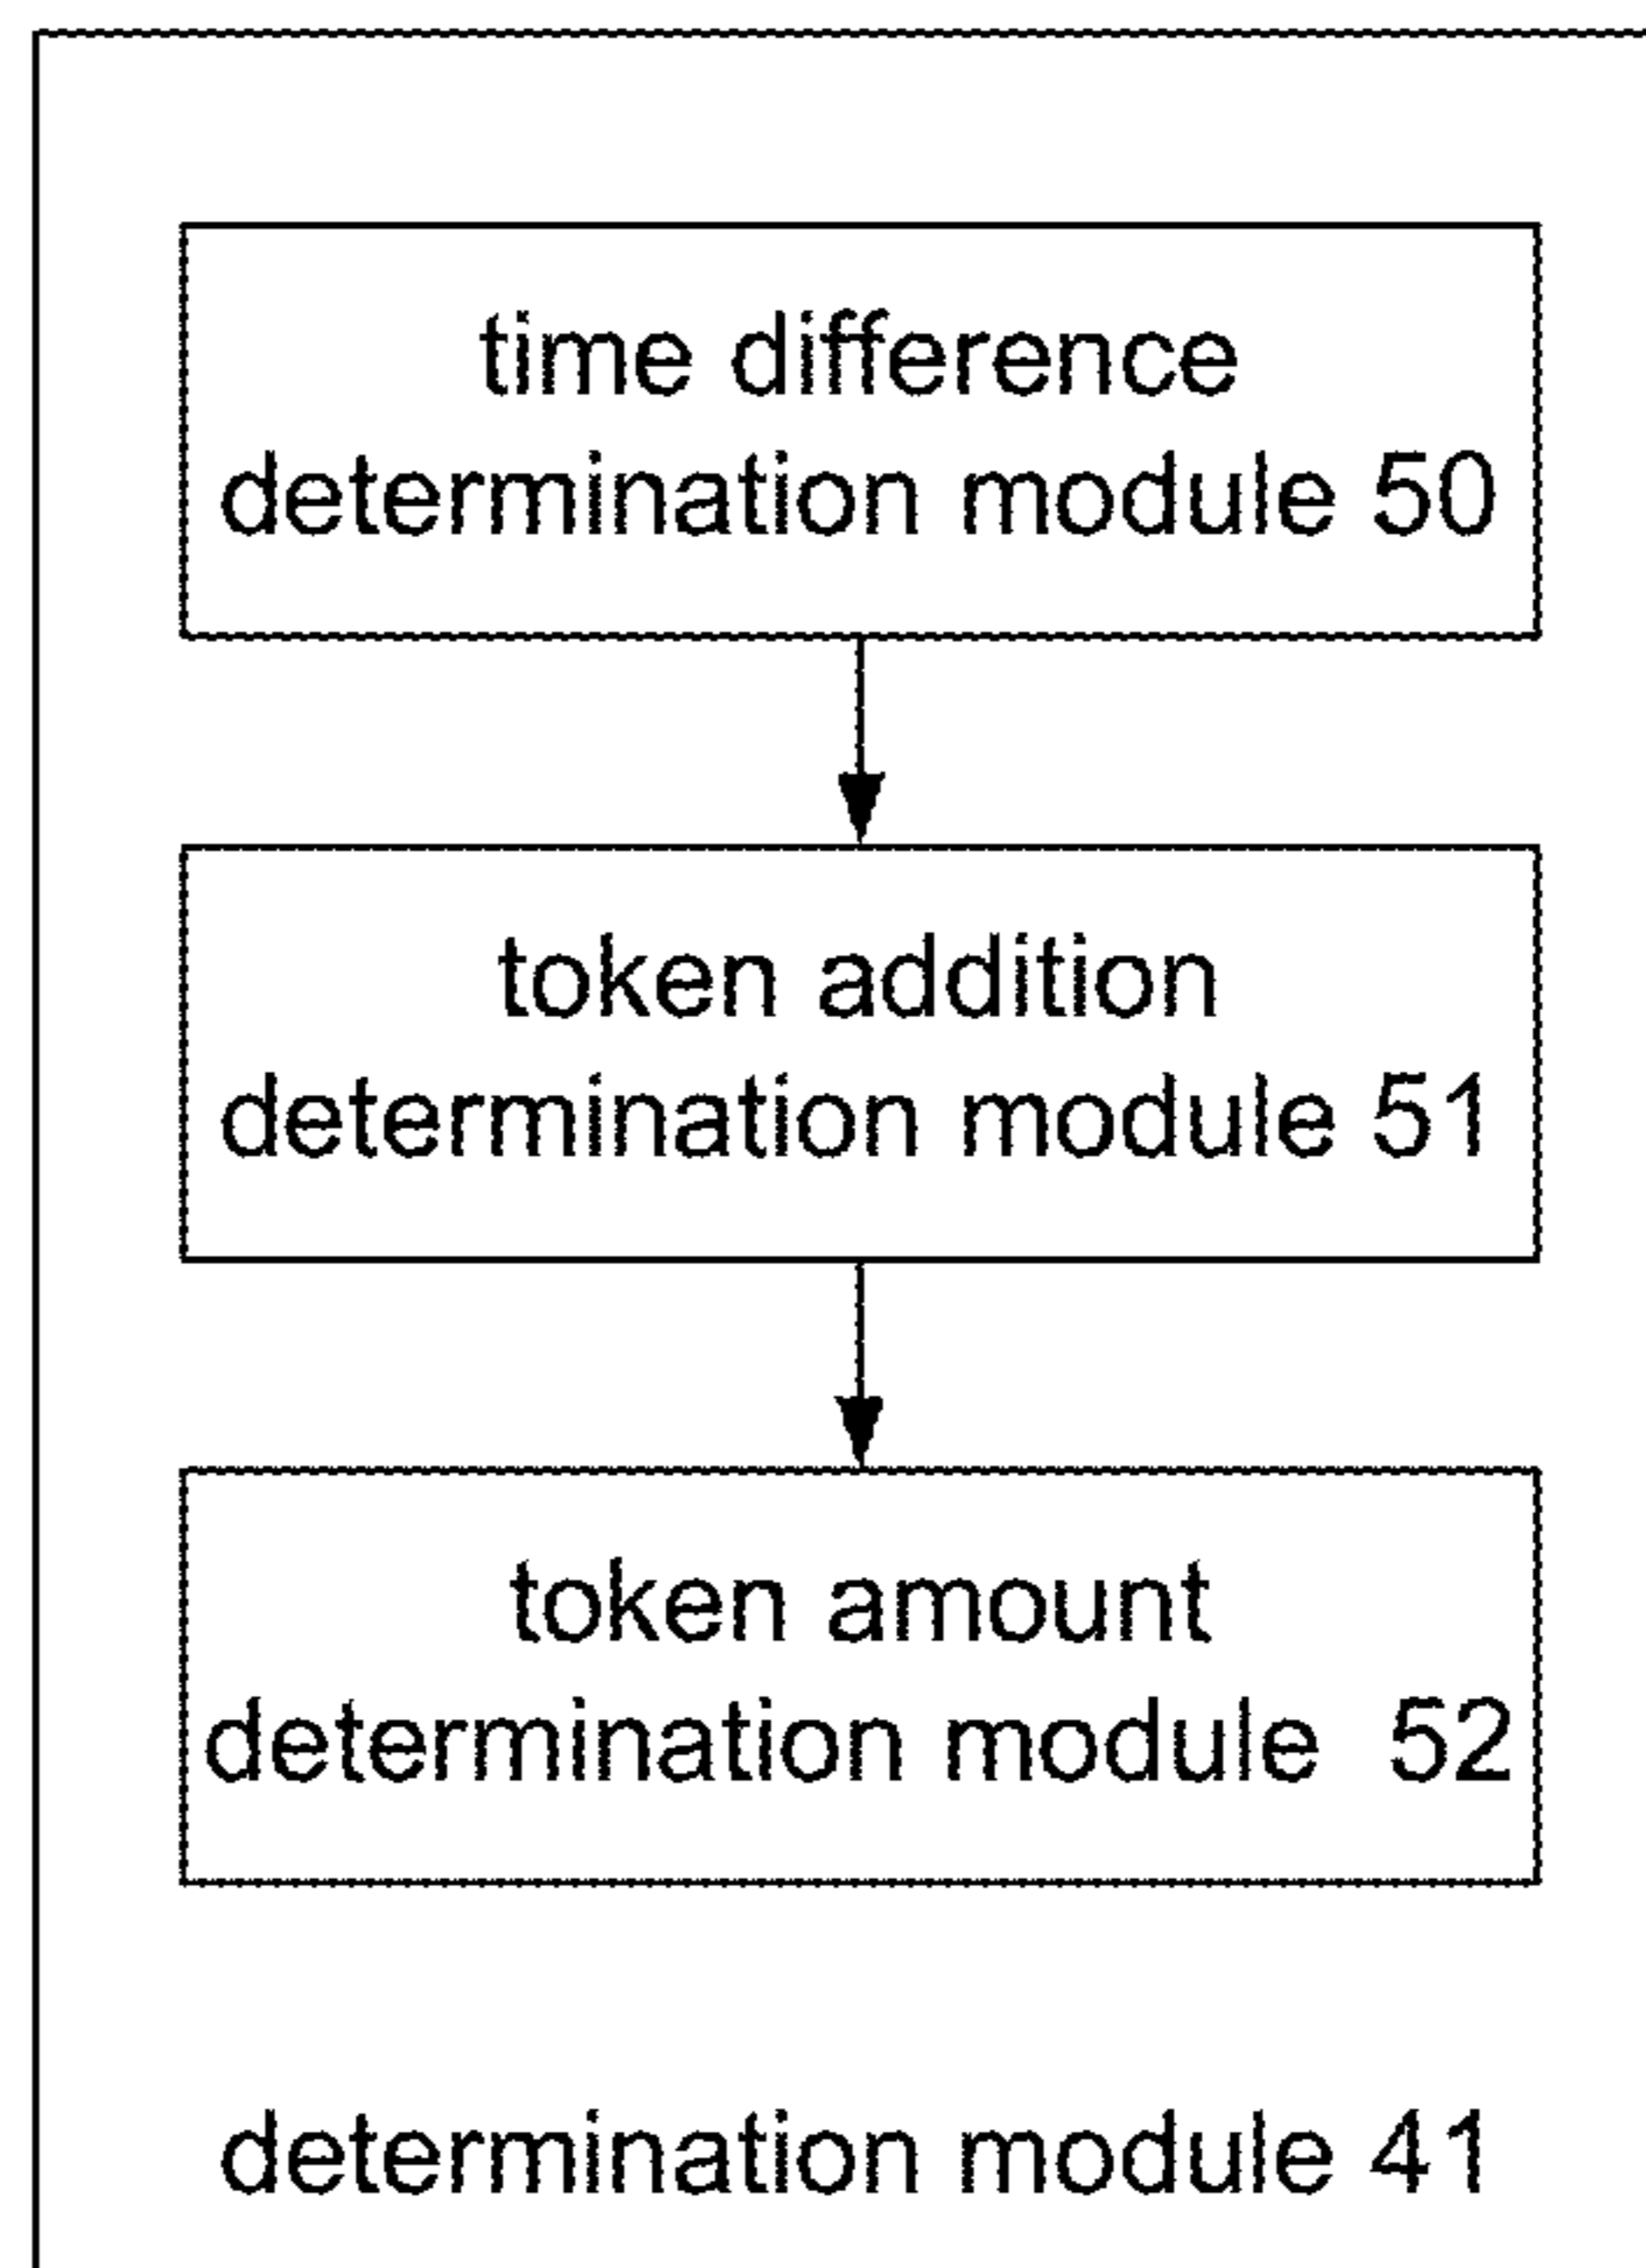 time difference
determination module 50
token addition
determination module 51
token amount
determination module 52
determination module 41